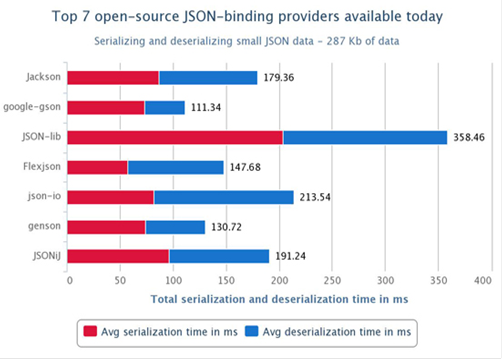 Top 7 open-source JSON-binding providers available today
Serializing and deserializing small JSON data - 287 Kb of data
Jackson 179.36
google-gson 111.34
JSON-lib 358.46
Flexjson 147.68
json-io 213.54
genson 130.72
JSONiJ 191.24
0 50 100 150 200 250 300 350 400
Total serialization and deserialization time in ms
Avg serialization time in ms Avg deserialization time in ms